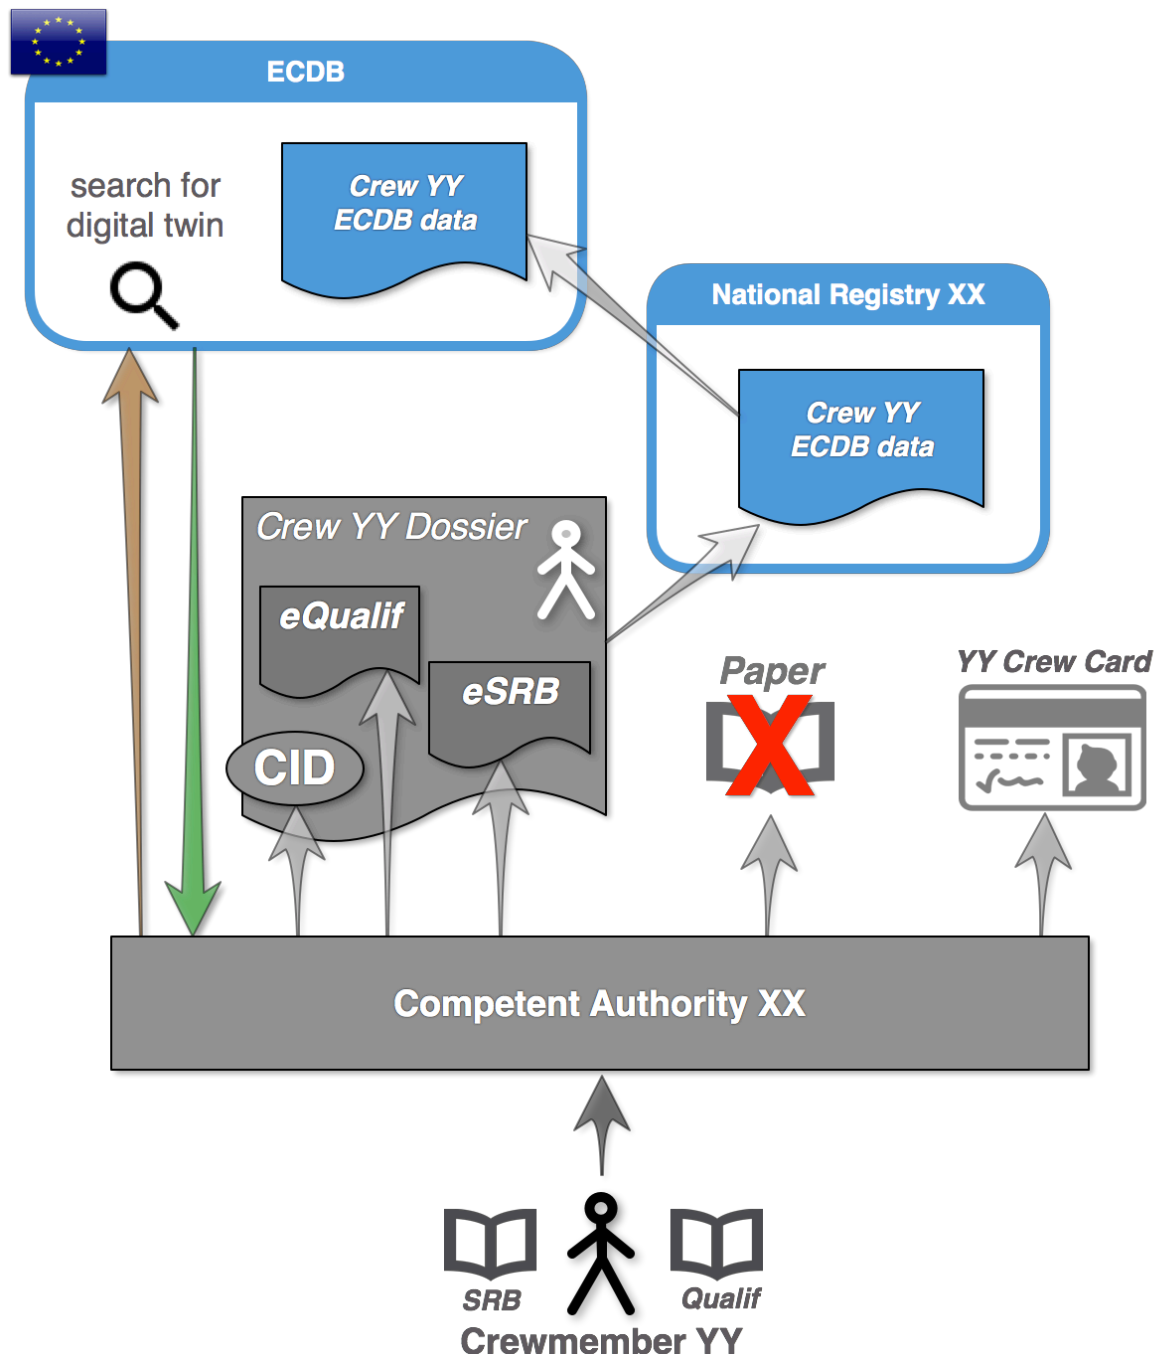 ECDB
search for
digital twin
Crew YY
ECDB data
National Registry XX
Crew YY
ECDB data
Crew YY Dossier
eQualif
eSRB
CID
Paper
X
YY Crew Card
Competent Authority XX
SRB
Qualif
Crewmember YY